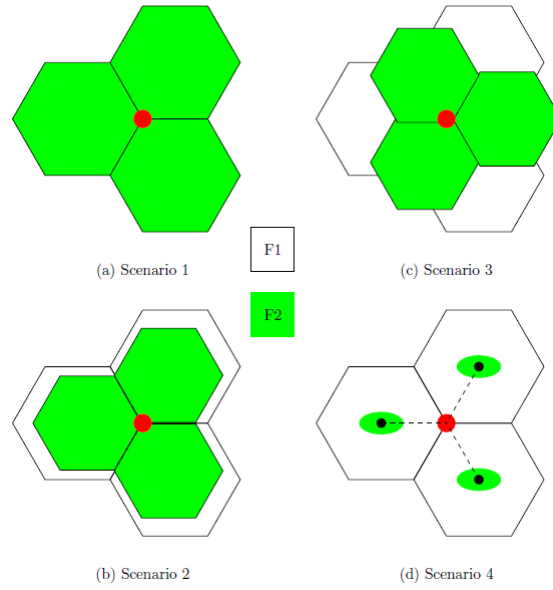 (a) Scenario 1
(c) Scenario 3
F1
F2
(b) Scenario 2
(d) Scenario 4